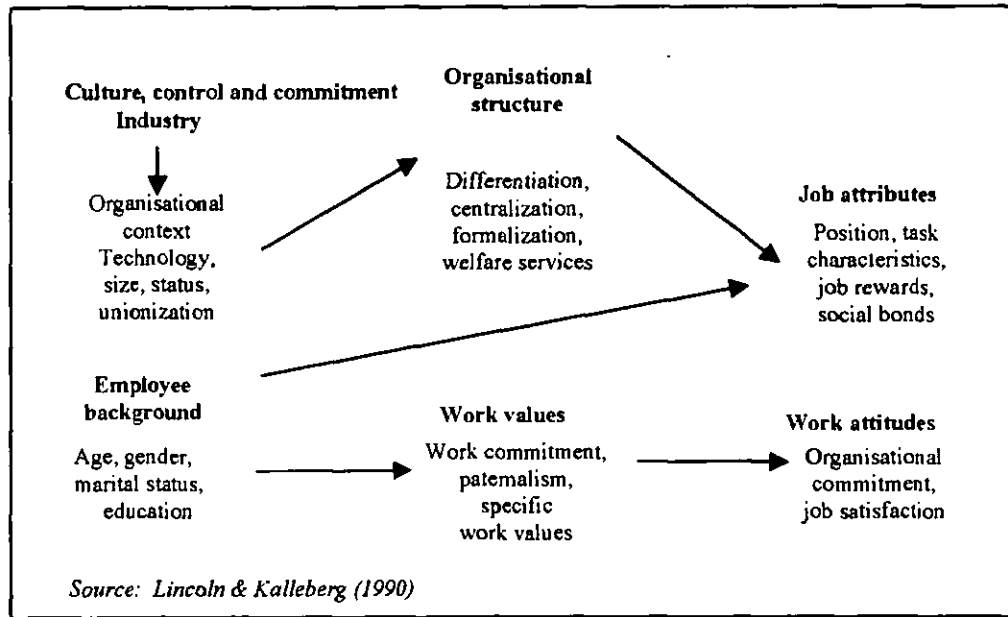 Culture, control and commitment
Industry
Organisational
context
Technology,
size, status,
unionization
Organisational
structure
Differentiation,
centralization,
formalization,
welfare services
Job attributes
Position, task
characteristics,
job rewards,
social bonds
Employee
background
Age, gender,
marital status,
education
Work values
Work commitment,
paternalism,
specific
work values
Work attitudes
Organisational
commitment,
job satisfaction
Source: Lincoln & Kalleberg (1990)